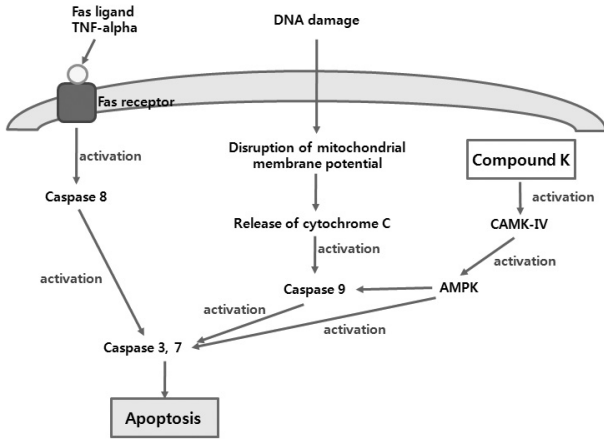 Fas ligand
TNF-alpha
DNA damage
Fas receptor
activation
Disruption of mitochondrial
membrane potential
Compound K
activation
Caspase 8
Release of cytochrome C
CAMK-IV
activation
activation
activation
Caspase 9
AMPK
activation
activation
Caspase 3, 7
Apoptosis